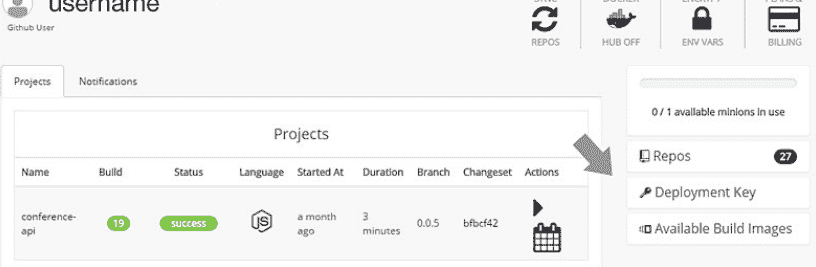 username
Github User
REPOS
HUB OFF
ENV VARS
BILLING
Projects Notifications
0 / 1 available minions in use
Projects
Repos 27
Name Build Status Language Started At Duration Branch Changeset Actions
Deployment Key
conference-api 19 success JS a month ago 3 minutes 0.0.5 bfbcf42
Available Build Images